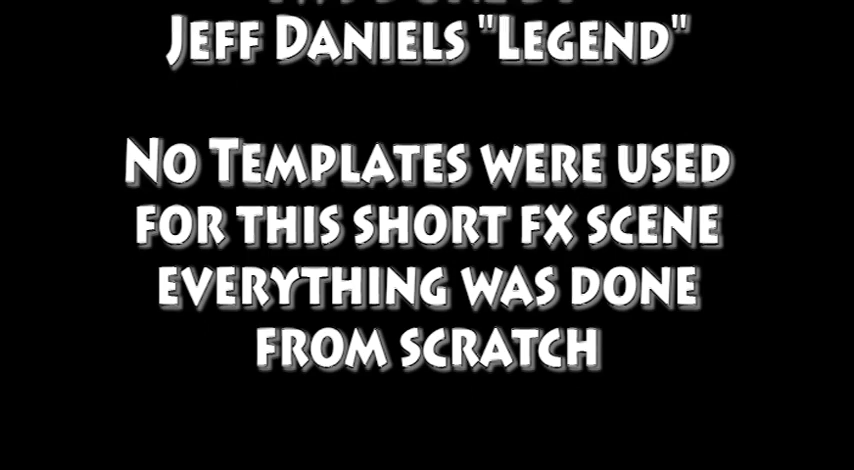 Jeff Daniels "Legend"
No Templates were used
for this short fx scene
everything was done
from scratch